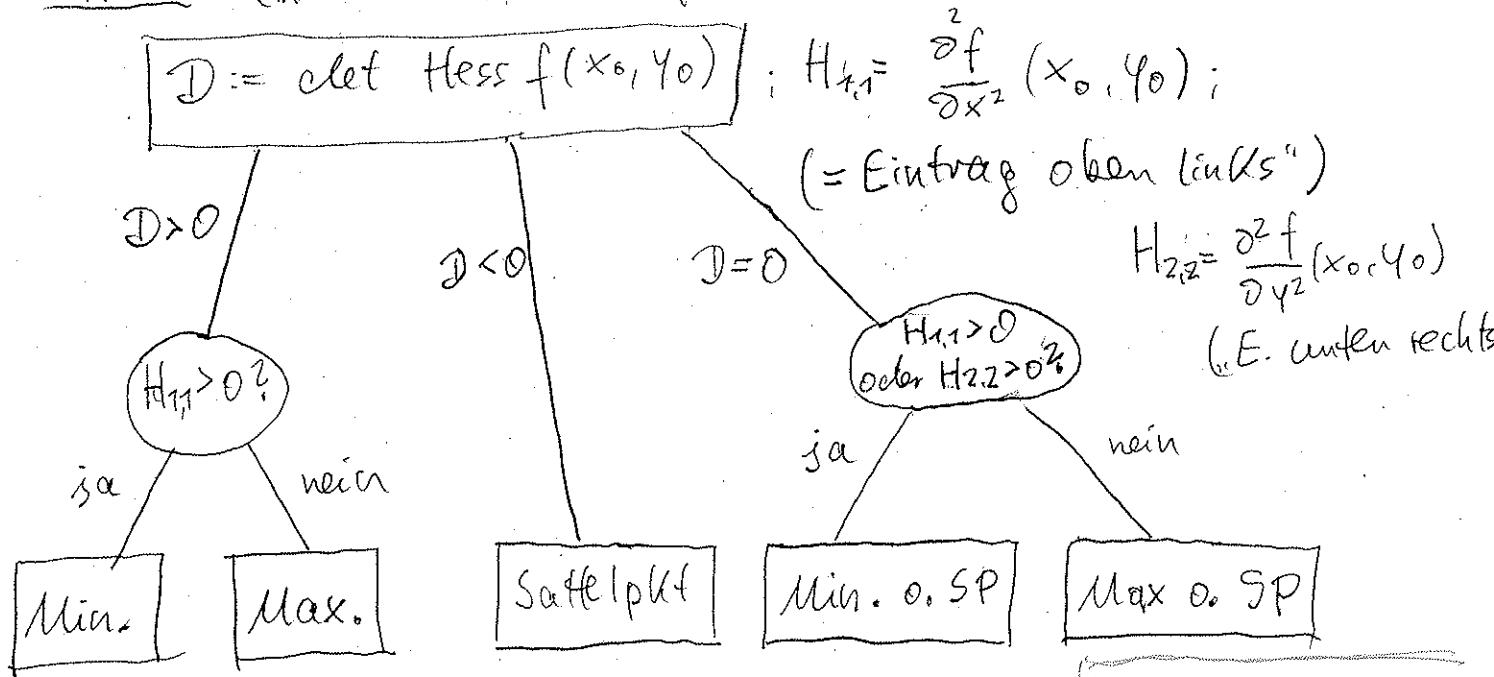 D := det Hess f(x₀, y₀) ; H₁,₁ = ∂²f/∂x² (x₀, y₀) ;
(= Eintrag oben links")
D>0
D<0
D=0
H₂,₂ = ∂²f/∂y² (x₀, y₀)
(„E. unten rechts
H₁,₁>0?
H₁,₁>0
oder H₂,₂>0?
ja
nein
ja
nein
Min.
Max.
Sattelpkt
Min. o. SP
Max o. SP